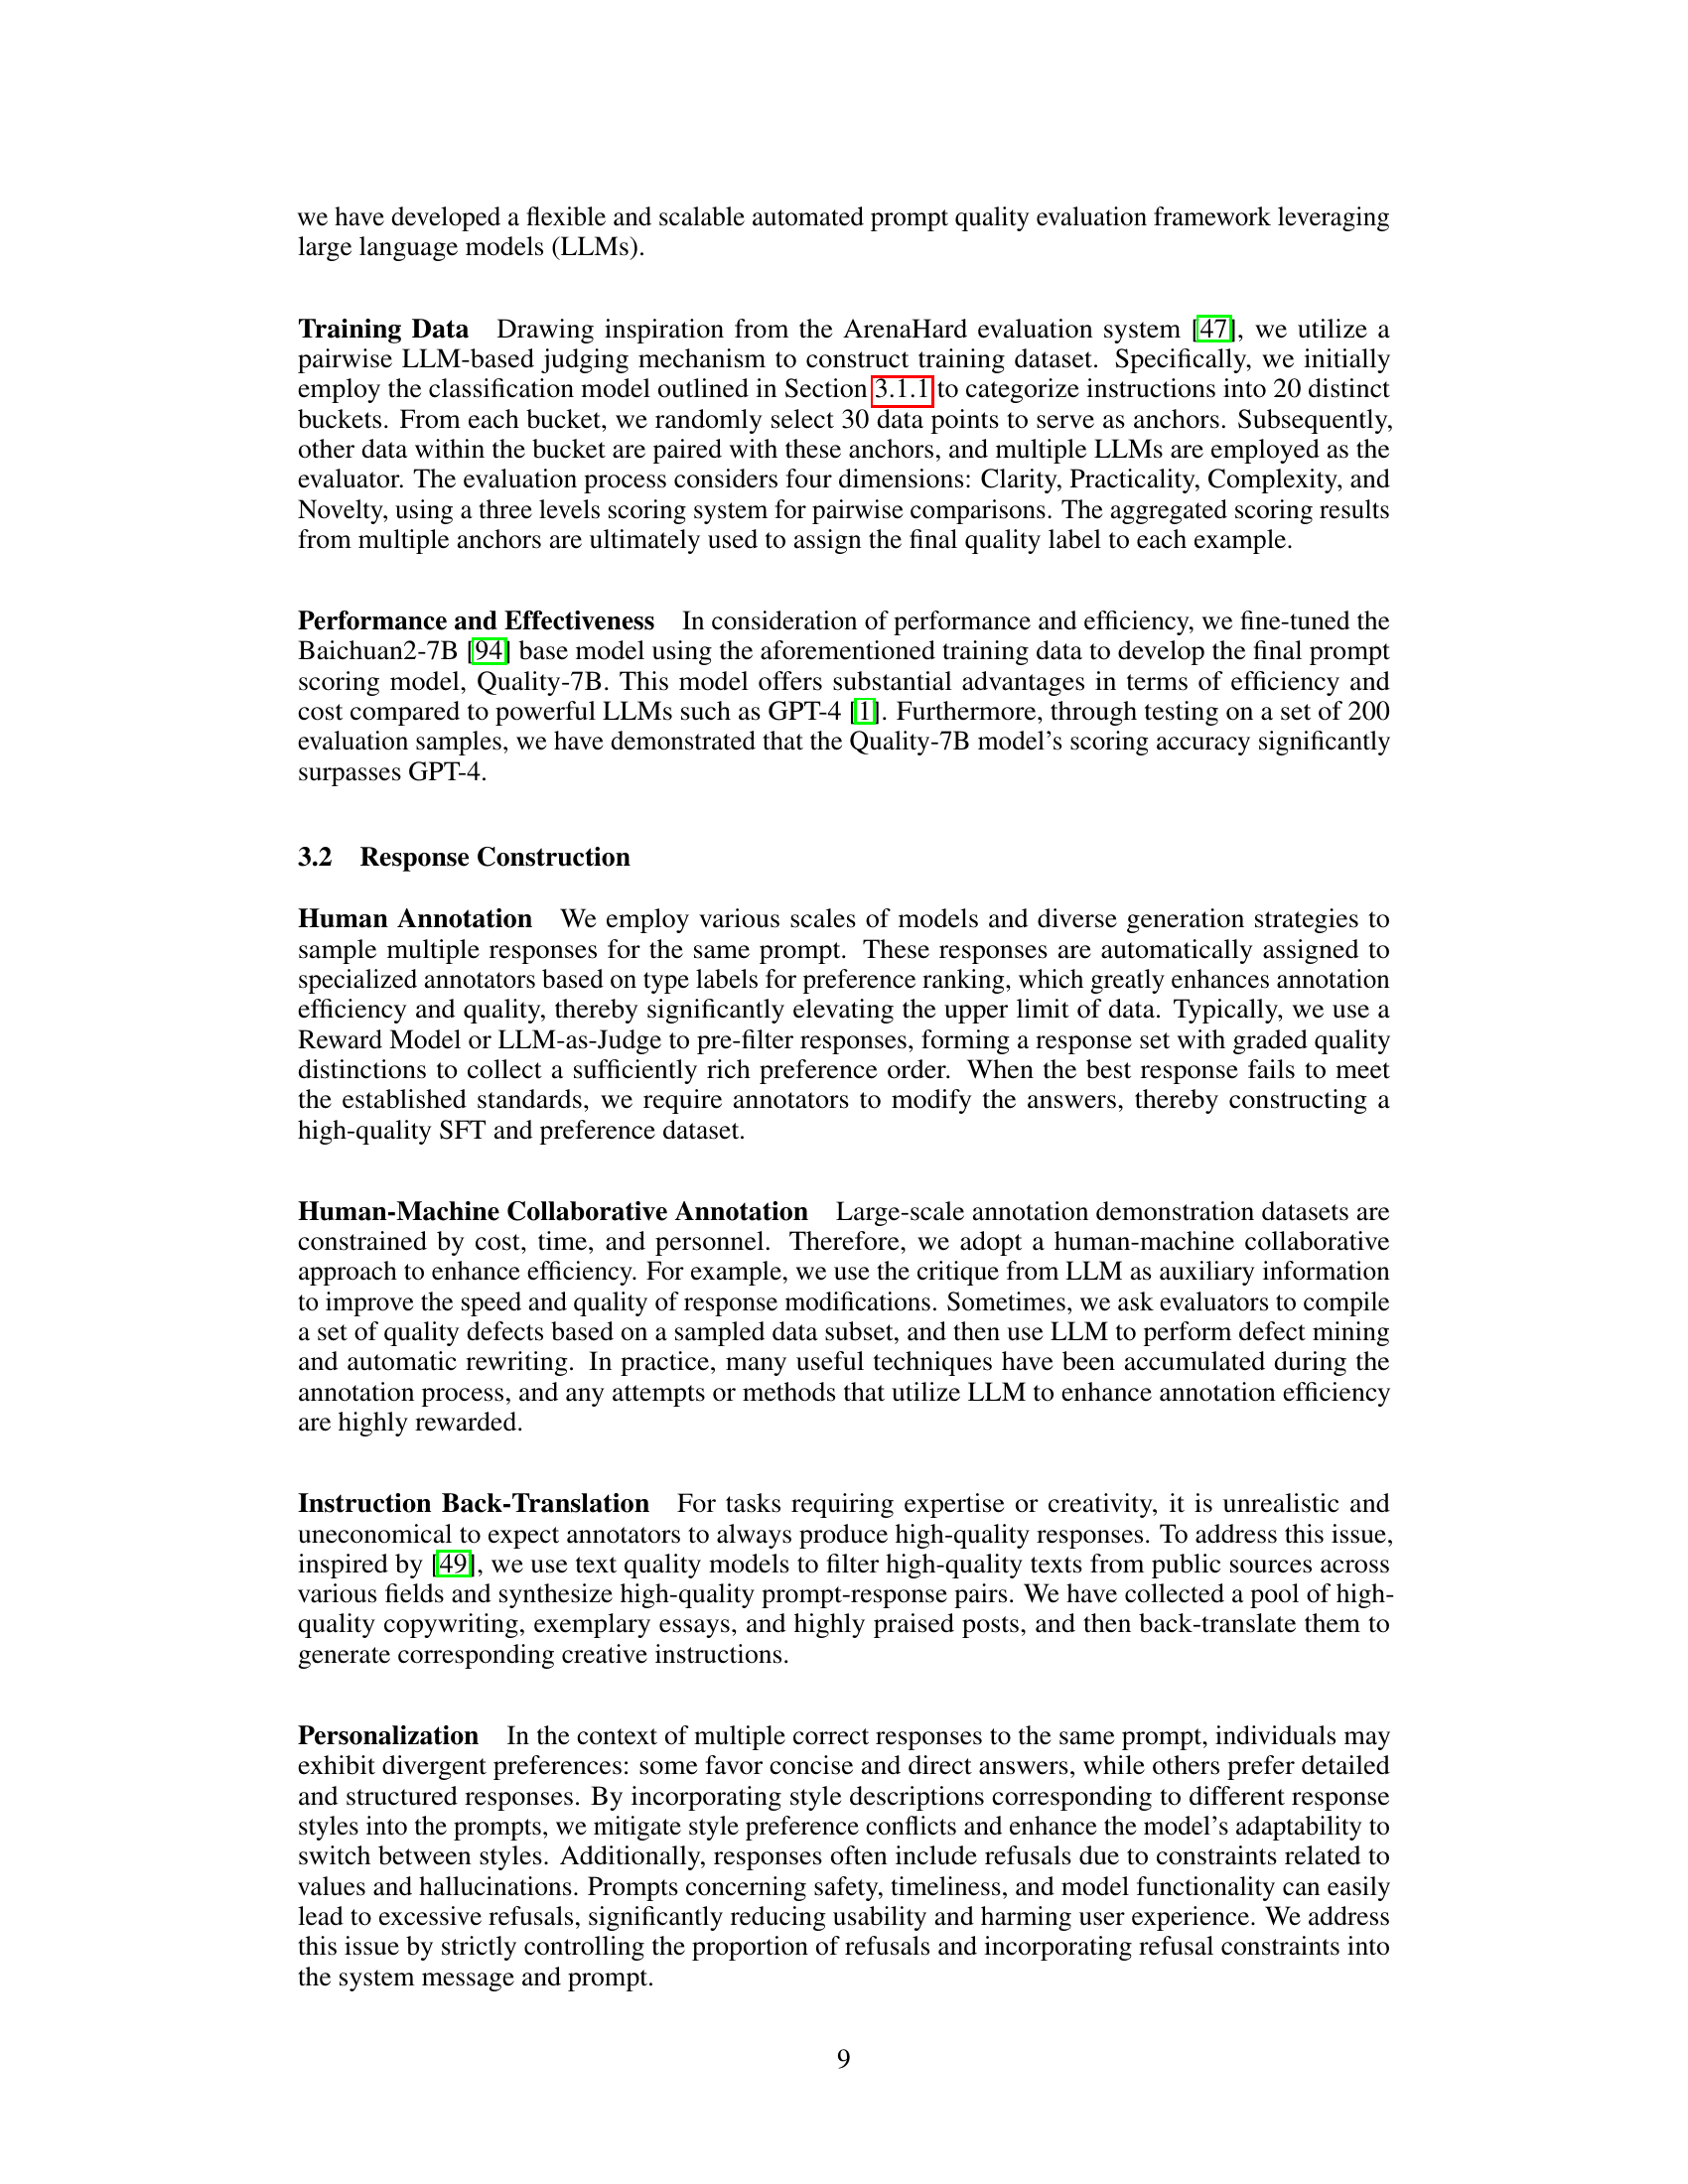 we have developed a flexible and scalable automated prompt quality evaluation framework leveraging
large language models (LLMs).
Training Data Drawing inspiration from the ArenaHard evaluation system [47], we utilize a
pairwise LLM-based judging mechanism to construct training dataset. Specifically, we initially
employ the classification model outlined in Section 3.1.1 to categorize instructions into 20 distinct
buckets. From each bucket, we randomly select 30 data points to serve as anchors. Subsequently,
other data within the bucket are paired with these anchors, and multiple LLMs are employed as the
evaluator. The evaluation process considers four dimensions: Clarity, Practicality, Complexity, and
Novelty, using a three levels scoring system for pairwise comparisons. The aggregated scoring results
from multiple anchors are ultimately used to assign the final quality label to each example.
Performance and Effectiveness In consideration of performance and efficiency, we fine-tuned the
Baichuan2-7B [94] base model using the aforementioned training data to develop the final prompt
scoring model, Quality-7B. This model offers substantial advantages in terms of efficiency and
cost compared to powerful LLMs such as GPT-4 [1]. Furthermore, through testing on a set of 200
evaluation samples, we have demonstrated that the Quality-7B model's scoring accuracy significantly
surpasses GPT-4.
3.2 Response Construction
Human Annotation We employ various scales of models and diverse generation strategies to
sample multiple responses for the same prompt. These responses are automatically assigned to
specialized annotators based on type labels for preference ranking, which greatly enhances annotation
efficiency and quality, thereby significantly elevating the upper limit of data. Typically, we use a
Reward Model or LLM-as-Judge to pre-filter responses, forming a response set with graded quality
distinctions to collect a sufficiently rich preference order. When the best response fails to meet
the established standards, we require annotators to modify the answers, thereby constructing a
high-quality SFT and preference dataset.
Human-Machine Collaborative Annotation Large-scale annotation demonstration datasets are
constrained by cost, time, and personnel. Therefore, we adopt a human-machine collaborative
approach to enhance efficiency. For example, we use the critique from LLM as auxiliary information
to improve the speed and quality of response modifications. Sometimes, we ask evaluators to compile
a set of quality defects based on a sampled data subset, and then use LLM to perform defect mining
and automatic rewriting. In practice, many useful techniques have been accumulated during the
annotation process, and any attempts or methods that utilize LLM to enhance annotation efficiency
are highly rewarded.
Instruction Back-Translation For tasks requiring expertise or creativity, it is unrealistic and
uneconomical to expect annotators to always produce high-quality responses. To address this issue,
inspired by [49], we use text quality models to filter high-quality texts from public sources across
various fields and synthesize high-quality prompt-response pairs. We have collected a pool of high-
quality copywriting, exemplary essays, and highly praised posts, and then back-translate them to
generate corresponding creative instructions.
Personalization In the context of multiple correct responses to the same prompt, individuals may
exhibit divergent preferences: some favor concise and direct answers, while others prefer detailed
and structured responses. By incorporating style descriptions corresponding to different response
styles into the prompts, we mitigate style preference conflicts and enhance the model's adaptability to
switch between styles. Additionally, responses often include refusals due to constraints related to
values and hallucinations. Prompts concerning safety, timeliness, and model functionality can easily
lead to excessive refusals, significantly reducing usability and harming user experience. We address
this issue by strictly controlling the proportion of refusals and incorporating refusal constraints into
the system message and prompt.
9